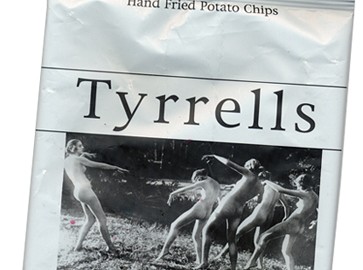 Hand Fried Potato Chips
Tyrrells